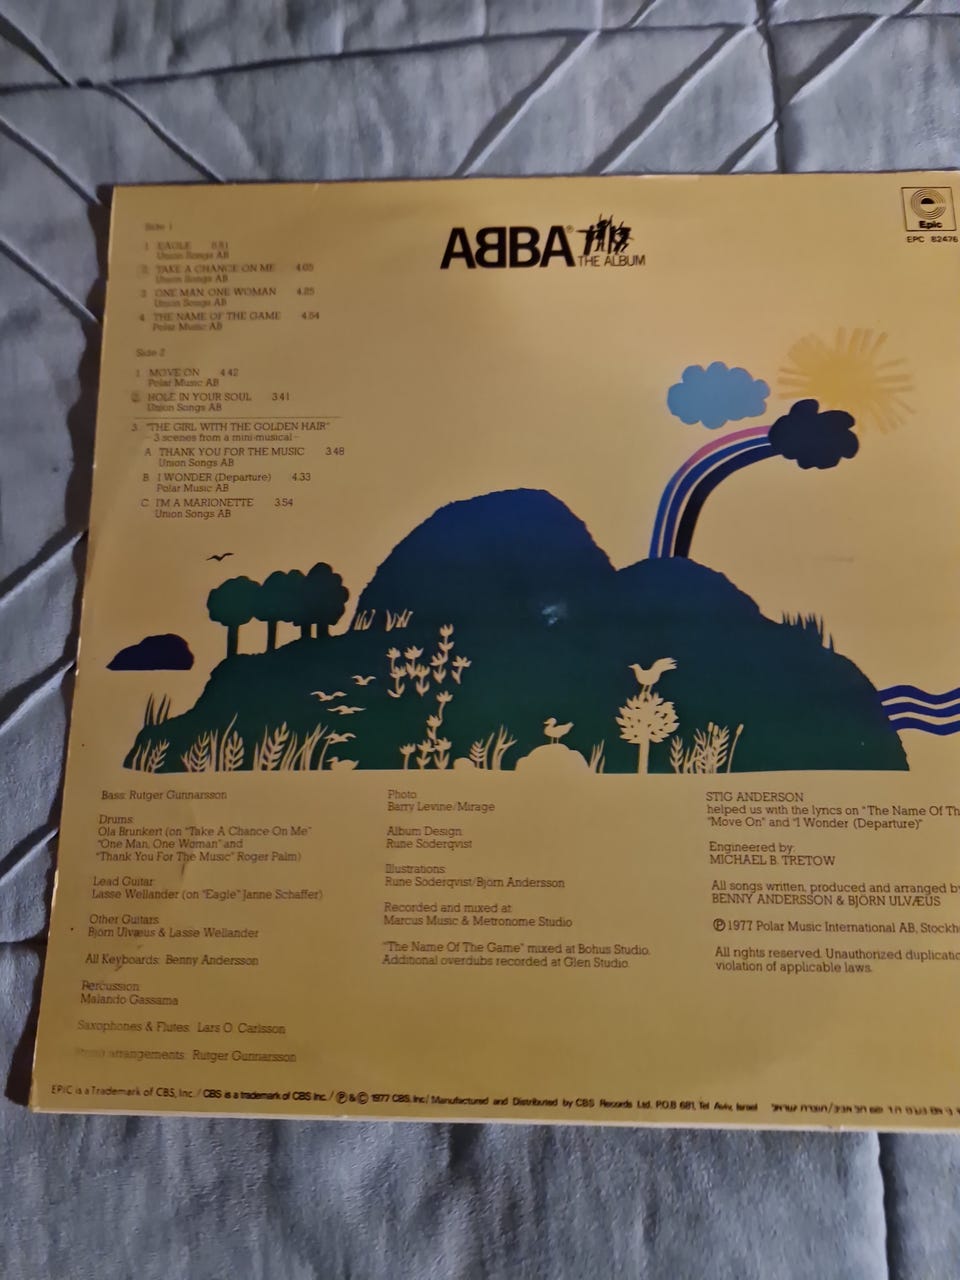 Side 1
1. EAGLE
Union Songs AB
2. TAKE A CHANCE ON ME 4.05
Union Songs AB
3. ONE MAN, ONE WOMAN 4.25
Union Songs AB
4. THE NAME OF THE GAME 4.54
Polar Music AB
Side 2
1. MOVE ON 4.42
Polar Music AB
2. HOLE IN YOUR SOUL 3.41
Union Songs AB
3. "THE GIRL WITH THE GOLDEN HAIR"
- 3 scenes from a mini-musical -
A. THANK YOU FOR THE MUSIC 3.48
Union Songs AB
B. I WONDER (Departure) 4.33
Polar Music AB
C. I'M A MARIONETTE 3.54
Union Songs AB
AᗺBA®
THE ALBUM
e
Epic
EPC 82476
Bass: Rutger Gunnarsson
Drums:
Ola Brunkert (on "Take A Chance On Me"
"One Man, One Woman" and
"Thank You For The Music" Roger Palm)
Lead Guitar:
Lasse Wellander (on "Eagle" Janne Schaffer)
Other Guitars:
Björn Ulvæus & Lasse Wellander
All Keyboards: Benny Andersson
Percussion:
Malando Gassama
Saxophones & Flutes: Lars O. Carlsson
arrangements: Rutger Gunnarsson
Photo:
Barry Levine/Mirage
Album Design:
Rune Söderqvist
Illustrations:
Rune Söderqvist/Björn Andersson
Recorded and mixed at:
Marcus Music & Metronome Studio
"The Name Of The Game" mixed at Bohus Studio.
Additional overdubs recorded at Glen Studio.
STIG ANDERSON
helped us with the lyrics on "The Name Of Th
"Move On" and "I Wonder (Departure)"
Engineered by:
MICHAEL B. TRETOW
All songs written, produced and arranged by
BENNY ANDERSSON & BJÖRN ULVÆUS
℗ 1977 Polar Music International AB, Stockh
All rights reserved. Unauthorized duplicatio
violation of applicable laws.
EPIC is a Trademark of CBS, Inc. / CBS is a trademark of CBS Inc. / ℗ & © 1977 CBS, Inc / Manufactured and Distributed by CBS Records Ltd. P.O.B 681, Tel Aviv, Israel